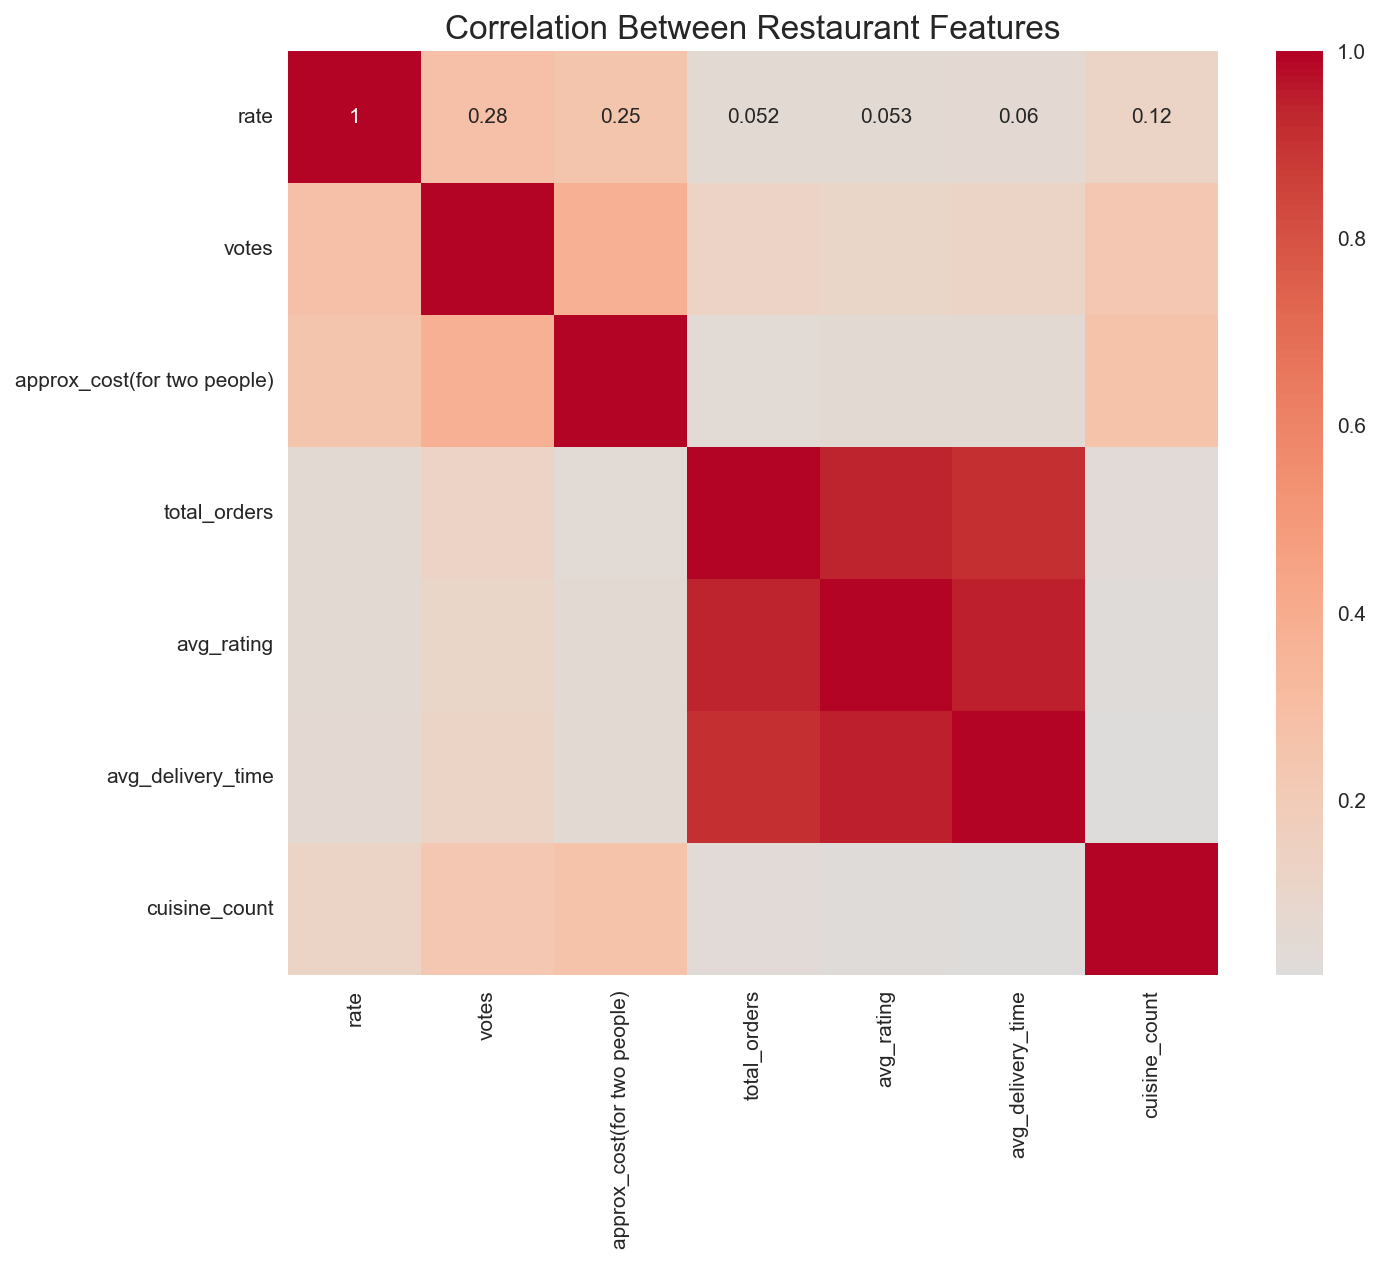 Correlation Between Restaurant Features
rate
1 0.28 0.25 0.052 0.053 0.06 0.12
votes
approx_cost(for two people)
total_orders
avg_rating
avg_delivery_time
cuisine_count
rate
votes
approx_cost(for two people)
total_orders
avg_rating
avg_delivery_time
cuisine_count
1.0
0.8
0.6
0.4
0.2